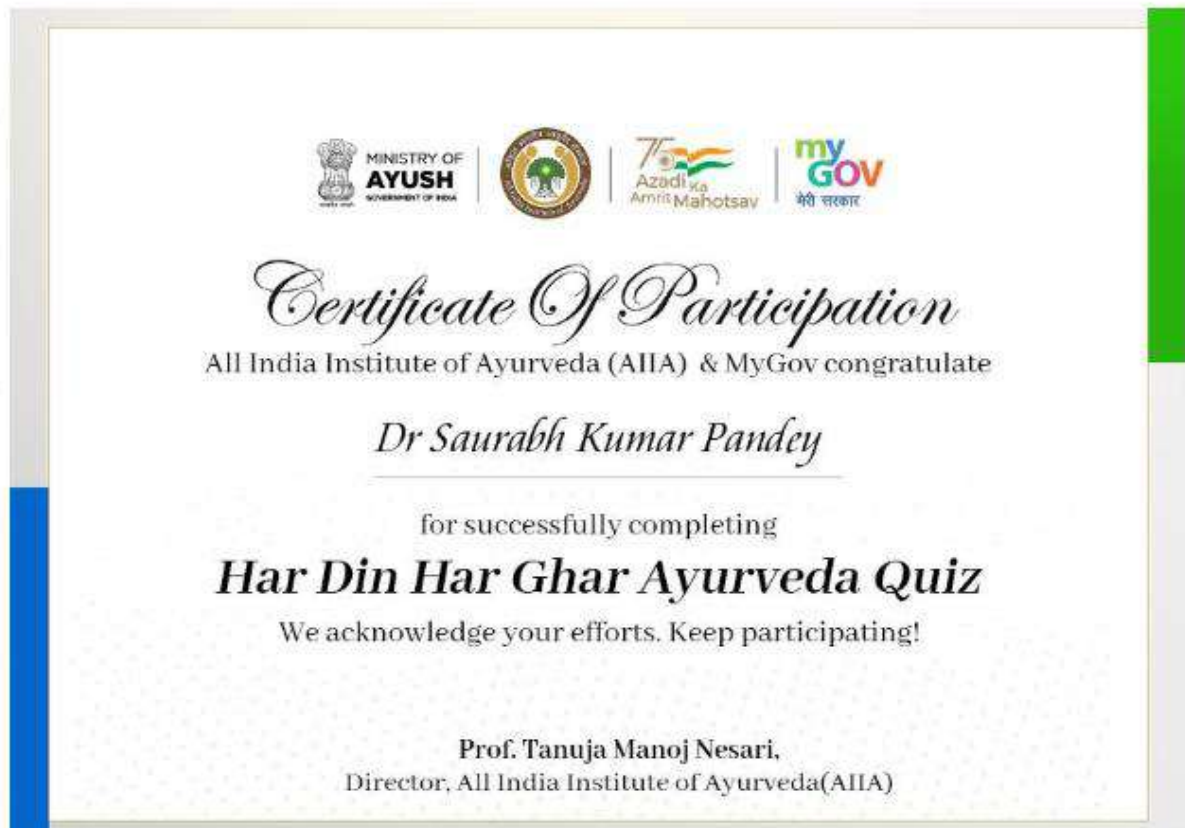 MINISTRY OF
AYUSH
GOVERNMENT OF INDIA
75
Azadi Ka
Amrit Mahotsav
my
GOV
मेरी सरकार
Certificate Of Participation
All India Institute of Ayurveda (AIIA) & MyGov congratulate
Dr Saurabh Kumar Pandey
for successfully completing
Har Din Har Ghar Ayurveda Quiz
We acknowledge your efforts. Keep participating!
Prof. Tanuja Manoj Nesari,
Director, All India Institute of Ayurveda(AIIA)